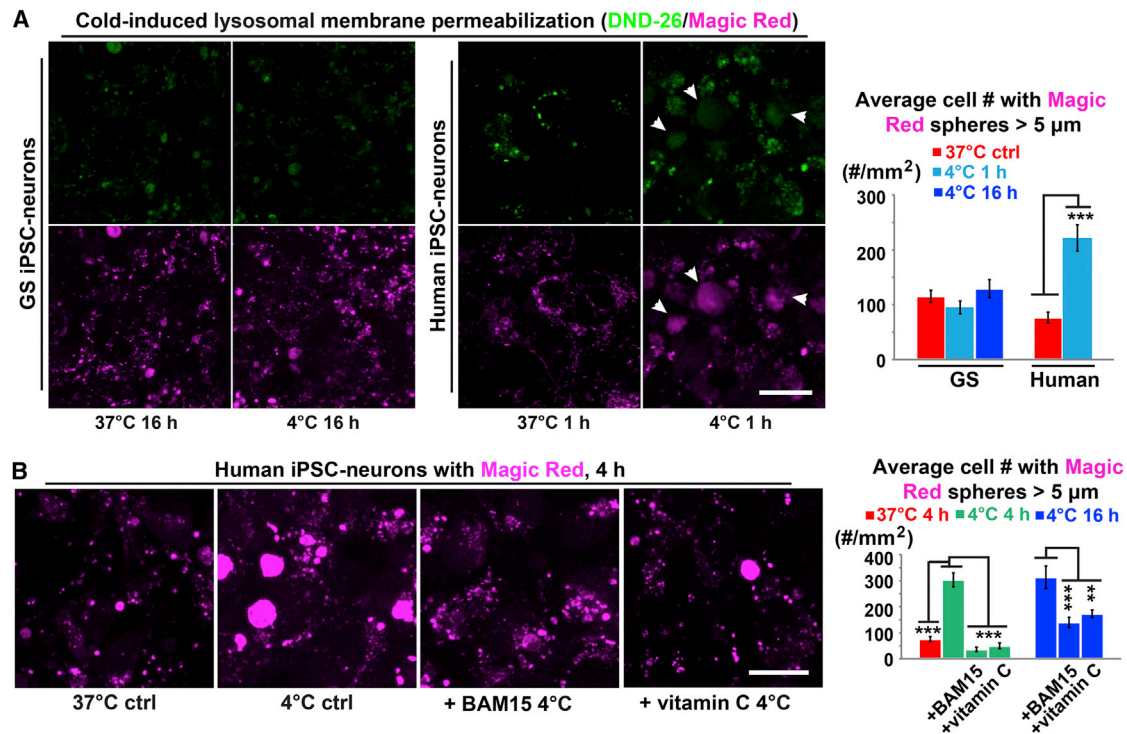 A
Cold-induced lysosomal membrane permeabilization (DND-26/Magic Red)
GS iPSC-neurons
Human iPSC-neurons
37°C 16 h
4°C 16 h
37°C 1 h
4°C 1 h
Average cell # with Magic
Red spheres > 5 µm
37°C ctrl
4°C 1 h
4°C 16 h
(#/mm²)
300
200
100
0
***
GS
Human
B
Human iPSC-neurons with Magic Red, 4 h
37°C ctrl
4°C ctrl
+ BAM15 4°C
+ vitamin C 4°C
Average cell # with Magic
Red spheres > 5 µm
37°C 4 h 4°C 4 h 4°C 16 h
(#/mm²)
400
300
200
100
0
***
***
***
**
+BAM15
+vitamin C
+BAM15
+vitamin C